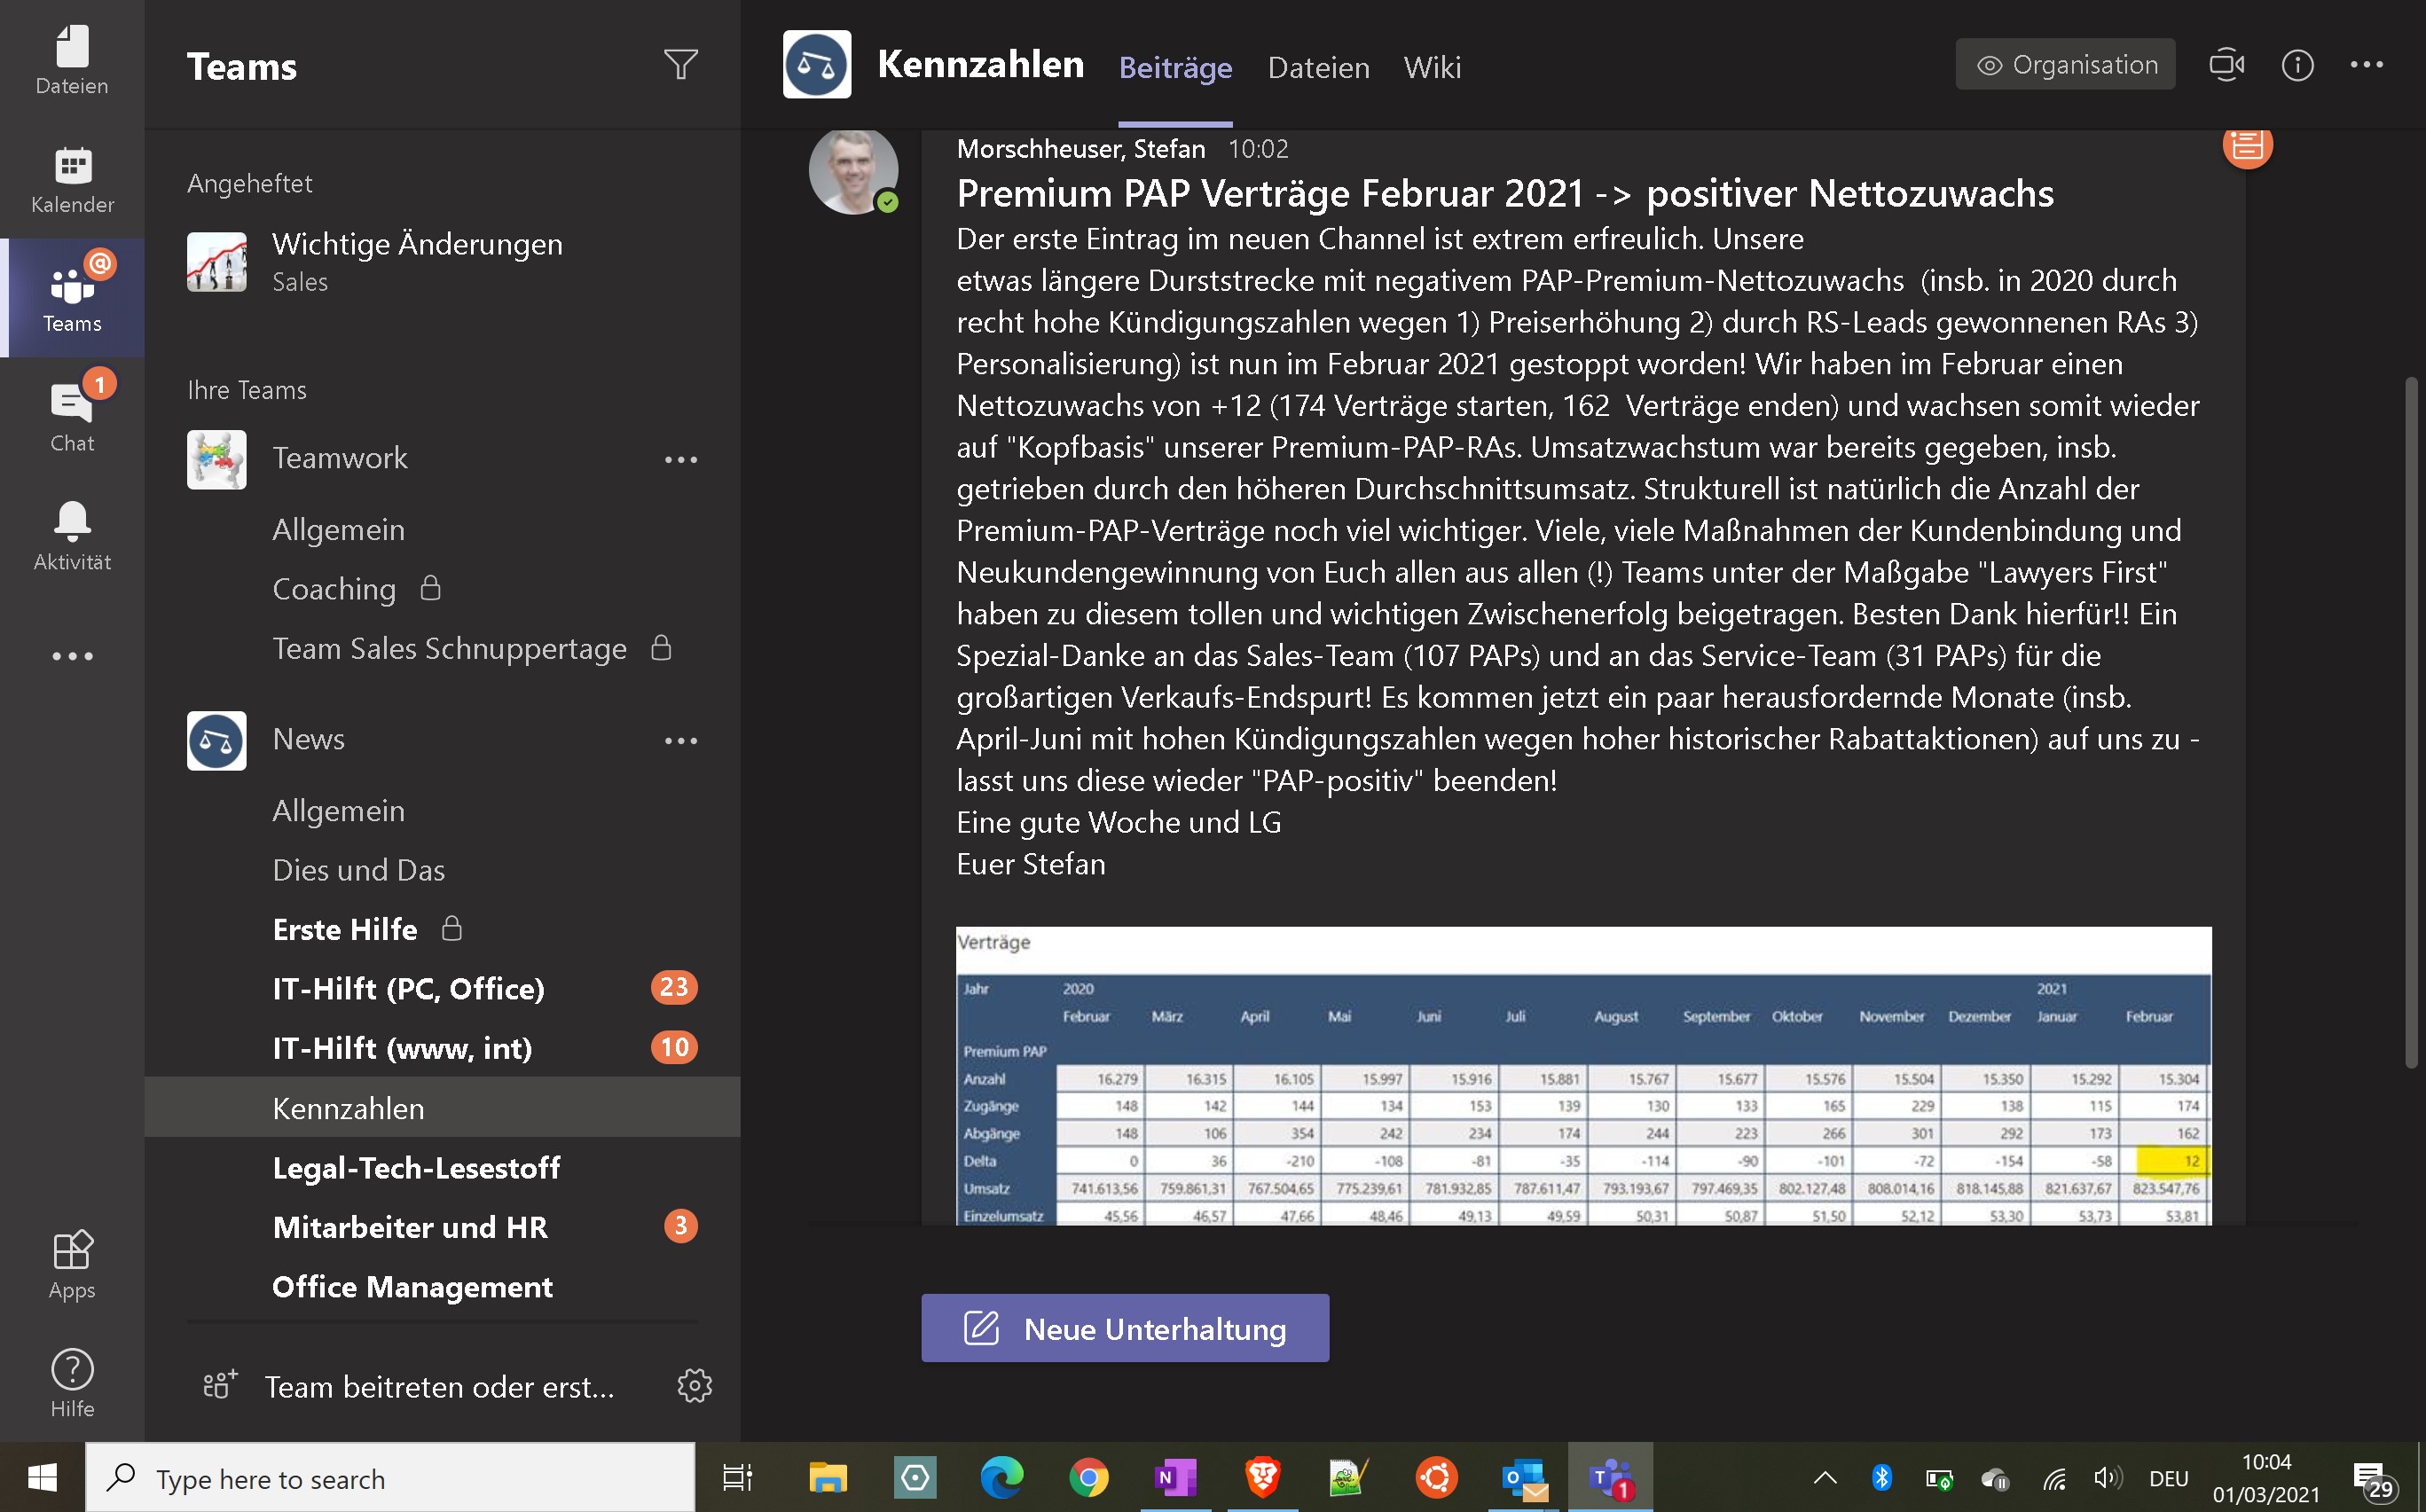 Dateien
Kalender
@
Teams
1
Chat
Aktivität
Apps
Hilfe
Teams
Angeheftet
Wichtige Änderungen
Sales
Ihre Teams
Teamwork
Allgemein
Coaching
Team Sales Schnuppertage
News
Allgemein
Dies und Das
Erste Hilfe
IT-Hilft (PC, Office) 23
IT-Hilft (www, int) 10
Kennzahlen
Legal-Tech-Lesestoff
Mitarbeiter und HR 3
Office Management
Team beitreten oder erst...
Kennzahlen Beiträge Dateien Wiki Organisation
Morschheuser, Stefan 10:02
Premium PAP Verträge Februar 2021 -> positiver Nettozuwachs
Der erste Eintrag im neuen Channel ist extrem erfreulich. Unsere
etwas längere Durststrecke mit negativem PAP-Premium-Nettozuwachs (insb. in 2020 durch
recht hohe Kündigungszahlen wegen 1) Preiserhöhung 2) durch RS-Leads gewonnenen RAs 3)
Personalisierung) ist nun im Februar 2021 gestoppt worden! Wir haben im Februar einen
Nettozuwachs von +12 (174 Verträge starten, 162 Verträge enden) und wachsen somit wieder
auf "Kopfbasis" unserer Premium-PAP-RAs. Umsatzwachstum war bereits gegeben, insb.
getrieben durch den höheren Durchschnittsumsatz. Strukturell ist natürlich die Anzahl der
Premium-PAP-Verträge noch viel wichtiger. Viele, viele Maßnahmen der Kundenbindung und
Neukundengewinnung von Euch allen aus allen (!) Teams unter der Maßgabe "Lawyers First"
haben zu diesem tollen und wichtigen Zwischenerfolg beigetragen. Besten Dank hierfür!! Ein
Spezial-Danke an das Sales-Team (107 PAPs) und an das Service-Team (31 PAPs) für die
großartigen Verkaufs-Endspurt! Es kommen jetzt ein paar herausfordernde Monate (insb.
April-Juni mit hohen Kündigungszahlen wegen hoher historischer Rabattaktionen) auf uns zu -
lasst uns diese wieder "PAP-positiv" beenden!
Eine gute Woche und LG
Euer Stefan
Verträge
Jahr 2020 2021
Februar März April Mai Juni Juli August September Oktober November Dezember Januar Februar
Premium PAP
Anzahl 16.279 16.315 16.105 15.997 15.916 15.881 15.767 15.677 15.576 15.504 15.350 15.292 15.304
Zugänge 148 142 144 134 153 139 130 133 165 229 138 115 174
Abgänge 148 106 354 242 234 174 244 223 266 301 292 173 162
Delta 0 36 -210 -108 -81 -35 -114 -90 -101 -72 -154 -58 12
Umsatz 741.613,56 759.861,31 767.504,65 775.239,61 781.932,85 787.611,47 793.193,67 797.469,35 802.127,48 808.014,16 818.145,88 821.637,67 823.547,76
Einzelumsatz 45,56 46,57 47,66 48,46 49,13 49,59 50,31 50,87 51,50 52,12 53,30 53,73 53,81
Neue Unterhaltung
Type here to search
N
O
T
1
DEU
10:04
01/03/2021
29